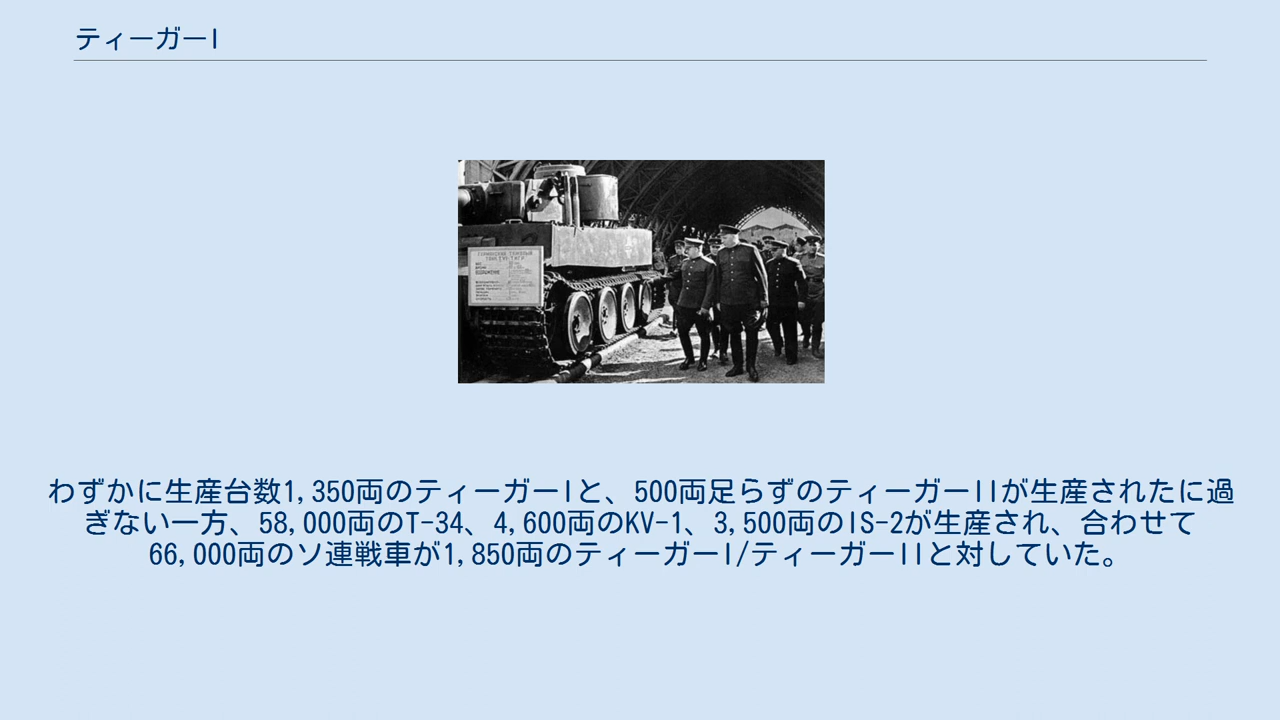 ティーガーI
ГЕРМАНСКИЙ ТЯЖЕЛЫЙ
わずかに生産台数1,350両のティーガーIと、500両足らずのティーガーIIが生産されたに過
ぎない一方、58,000両のT-34、4,600両のKV-1、3,500両のIS-2が生産され、合わせて
66,000両のソ連戦車が1,850両のティーガーI/ティーガーIIと対していた。